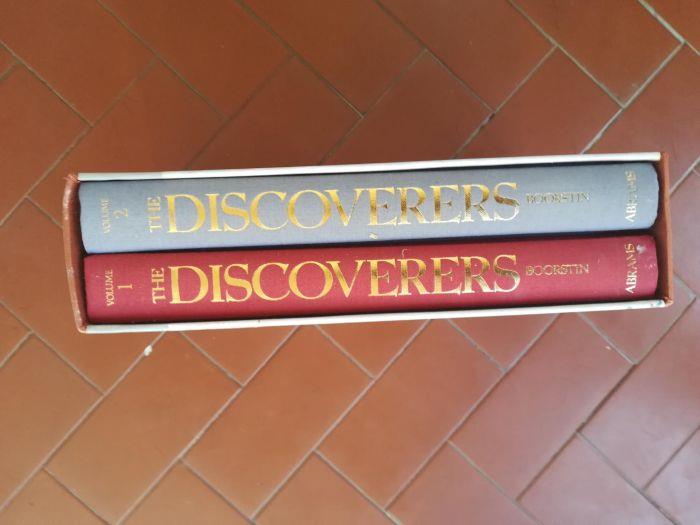 VOLUME 2 THE DISCOVERERS BOORSTIN ABRAMS
VOLUME 1 THE DISCOVERERS BOORSTIN ABRAMS